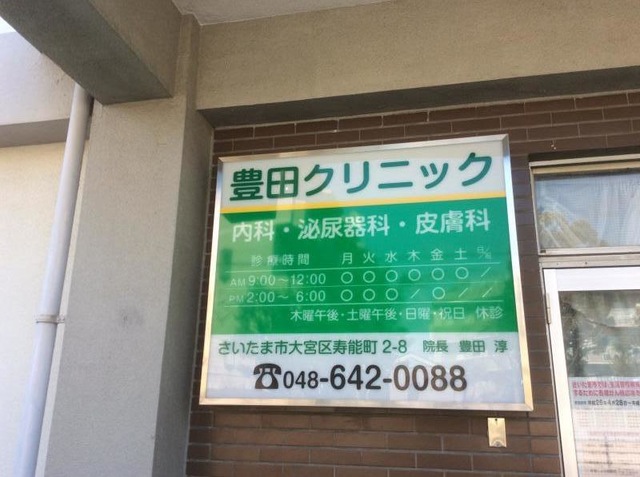 豊田クリニック
内科・泌尿器科・皮膚科
診療時間 月 火 水 木 金 土 日/祝
AM 9:00〜12:00 ○ ○ ○ ○ ○ ○ /
PM 2:00〜 6:00 ○ ○ ○ / ○ / /
木曜午後・土曜午後・日曜・祝日 休診
さいたま市大宮区寿能町2-8 院長 豊田 淳
☎048-642-0088